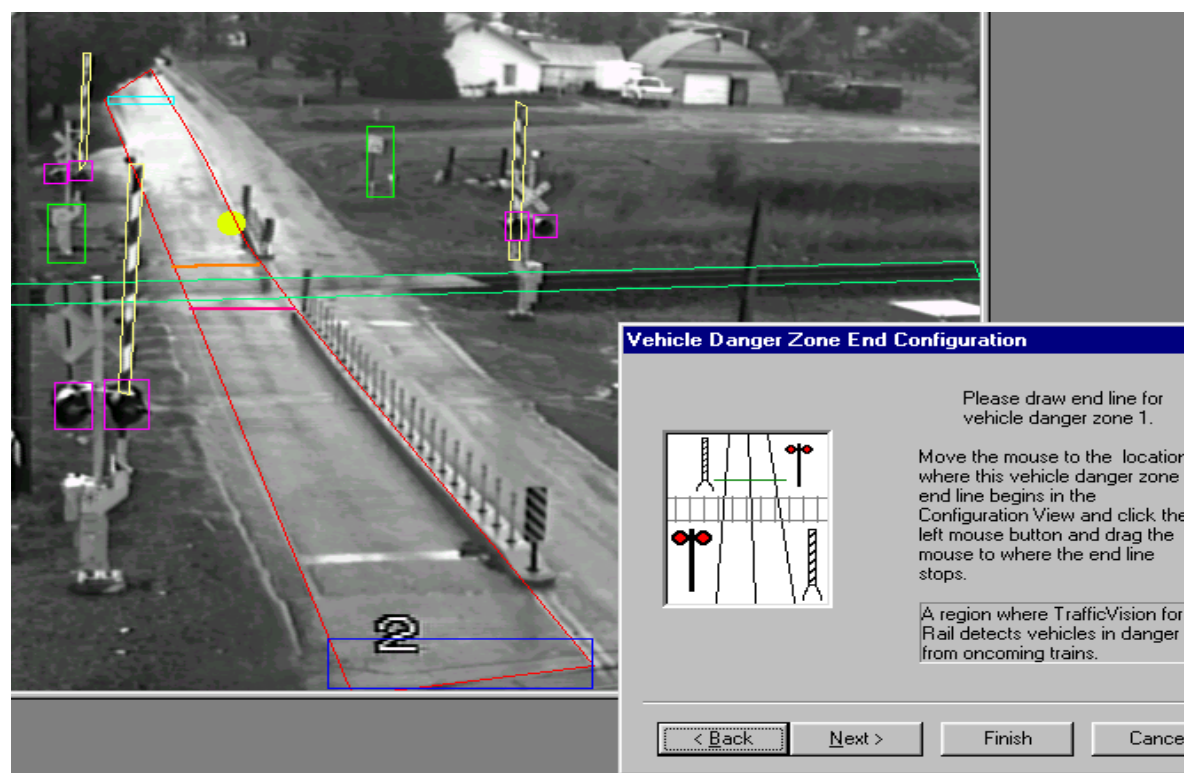 Vehicle Danger Zone End Configuration
Please draw end line for
vehicle danger zone 1.
Move the mouse to the location
where this vehicle danger zone
end line begins in the
Configuration View and click the
left mouse button and drag the
mouse to where the end line
stops.
A region where TrafficVision for
Rail detects vehicles in danger
from oncoming trains.
2
< Back
Next >
Finish
Cance